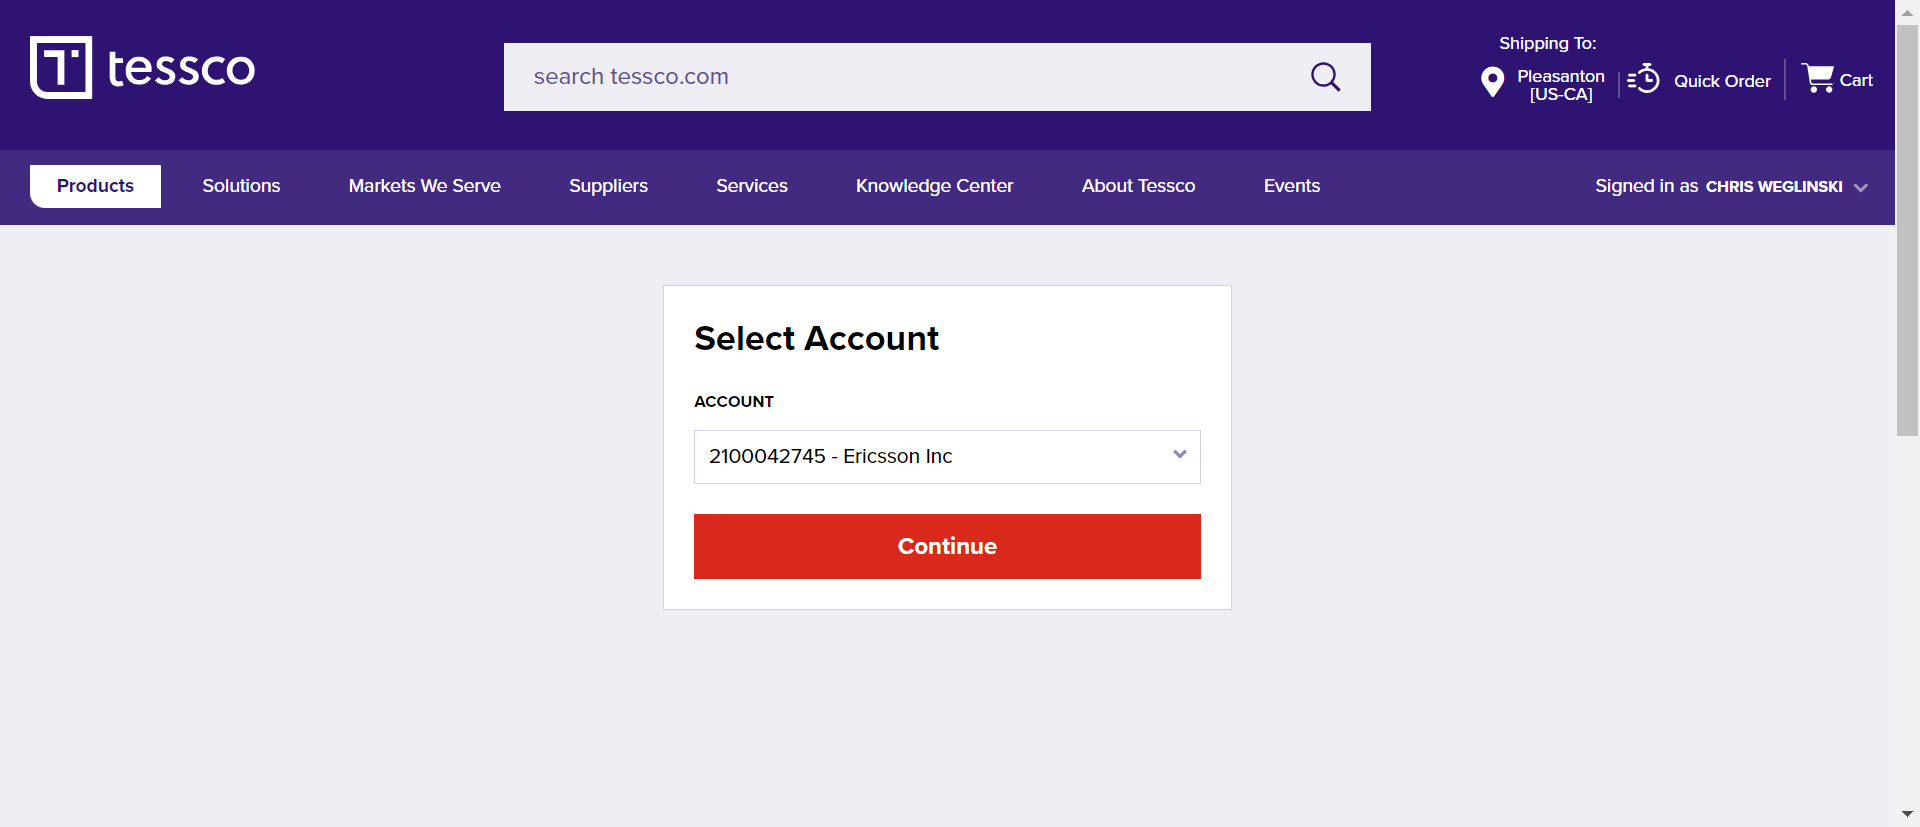 tessco
search tessco.com
Shipping To:
Pleasanton
[US-CA]
Quick Order
Cart
Products
Solutions
Markets We Serve
Suppliers
Services
Knowledge Center
About Tessco
Events
Signed in as CHRIS WEGLINSKI
Select Account
ACCOUNT
2100042745 - Ericsson Inc
Continue